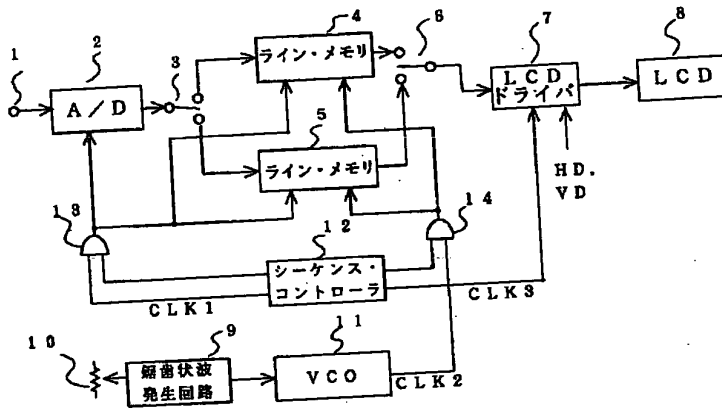 1
2
A/D
3
4
ライン・メモリ
5
ライン・メモリ
6
7
LCD
ドライバ
8
LCD
HD.
VD
13
14
12
シーケンス・
コントローラ
CLK1
CLK3
10
9
鋸歯状波
発生回路
11
VCO
CLK2